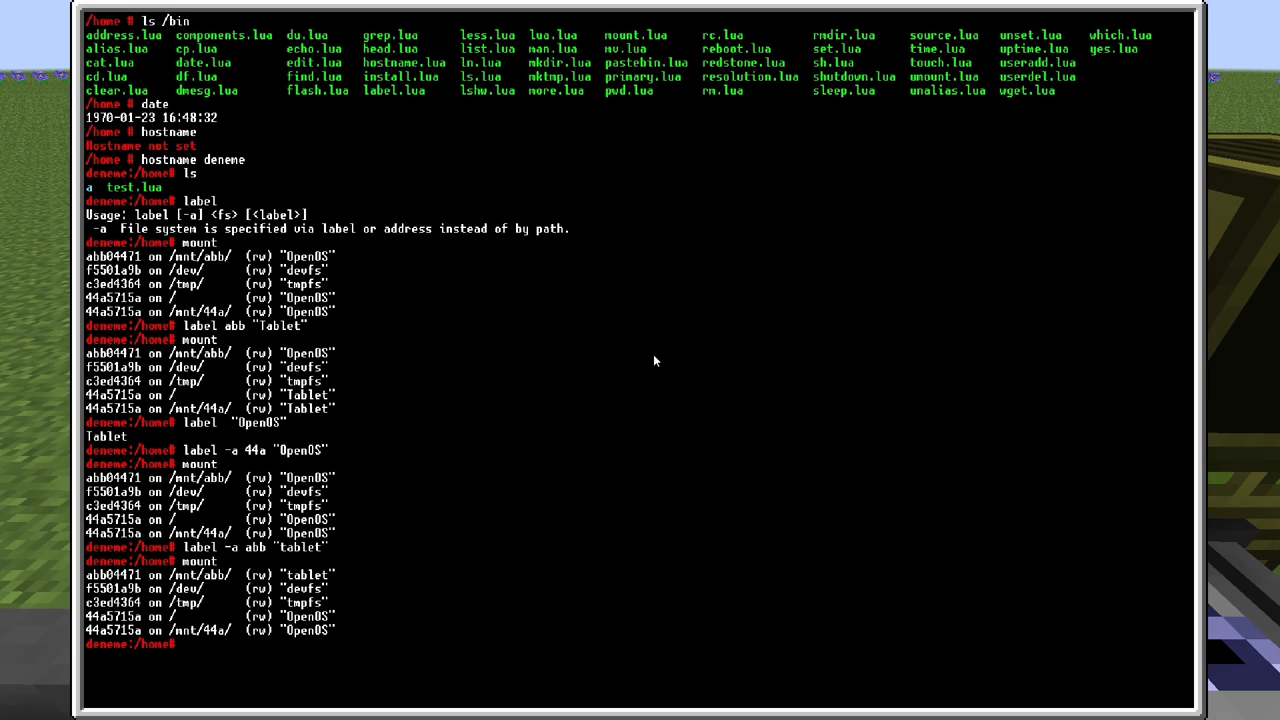 /home # ls /bin
address.lua components.lua du.lua grep.lua less.lua lua.lua mount.lua rc.lua rmdir.lua source.lua unset.lua which.lua
alias.lua cp.lua echo.lua head.lua list.lua man.lua mv.lua reboot.lua set.lua time.lua uptime.lua yes.lua
cat.lua date.lua edit.lua hostname.lua ln.lua mkdir.lua pastebin.lua redstone.lua sh.lua touch.lua useradd.lua
cd.lua df.lua find.lua install.lua ls.lua mktmp.lua primary.lua resolution.lua shutdown.lua umount.lua userdel.lua
clear.lua dmesg.lua flash.lua label.lua lshw.lua more.lua pwd.lua rm.lua sleep.lua unalias.lua wget.lua
/home # date
1970-01-23 16:48:32
/home # hostname
Hostname not set
/home # hostname deneme
deneme:/home# ls
a test.lua
deneme:/home# label
Usage: label [-a] <fs> [<label>]
-a File system is specified via label or address instead of by path.
deneme:/home# mount
abb04471 on /mnt/abb/ (rw) "OpenOS"
f5501a9b on /dev/ (rw) "devfs"
c3ed4364 on /tmp/ (rw) "tmpfs"
44a5715a on / (rw) "OpenOS"
44a5715a on /mnt/44a/ (rw) "OpenOS"
deneme:/home# label abb "Tablet"
deneme:/home# mount
abb04471 on /mnt/abb/ (rw) "OpenOS"
f5501a9b on /dev/ (rw) "devfs"
c3ed4364 on /tmp/ (rw) "tmpfs"
44a5715a on / (rw) "Tablet"
44a5715a on /mnt/44a/ (rw) "Tablet"
deneme:/home# label "OpenOS"
Tablet
deneme:/home# label -a 44a "OpenOS"
deneme:/home# mount
abb04471 on /mnt/abb/ (rw) "OpenOS"
f5501a9b on /dev/ (rw) "devfs"
c3ed4364 on /tmp/ (rw) "tmpfs"
44a5715a on / (rw) "OpenOS"
44a5715a on /mnt/44a/ (rw) "OpenOS"
deneme:/home# label -a abb "tablet"
deneme:/home# mount
abb04471 on /mnt/abb/ (rw) "tablet"
f5501a9b on /dev/ (rw) "devfs"
c3ed4364 on /tmp/ (rw) "tmpfs"
44a5715a on / (rw) "OpenOS"
44a5715a on /mnt/44a/ (rw) "OpenOS"
deneme:/home#